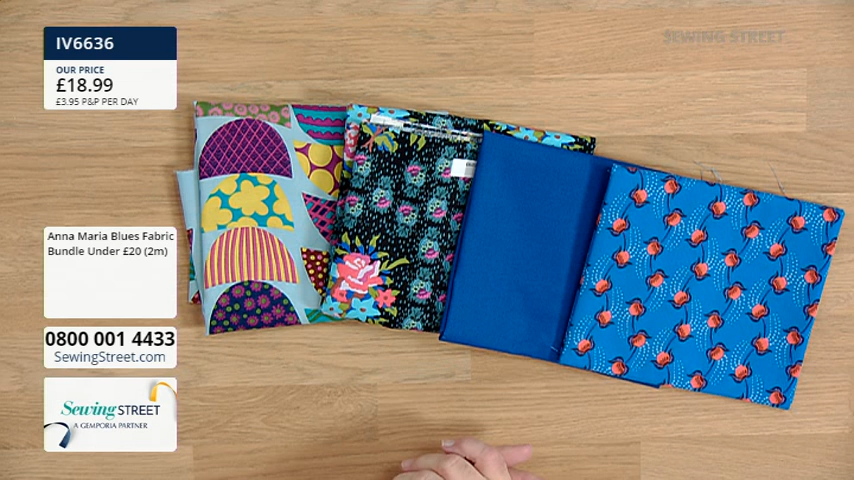 IV6636
OUR PRICE
£18.99
£3.95 P&P PER DAY
SEWING STREET
Anna Maria Blues Fabric
Bundle Under £20 (2m)
0800 001 4433
SewingStreet.com
Sewing STREET
A GEMPORIA PARTNER